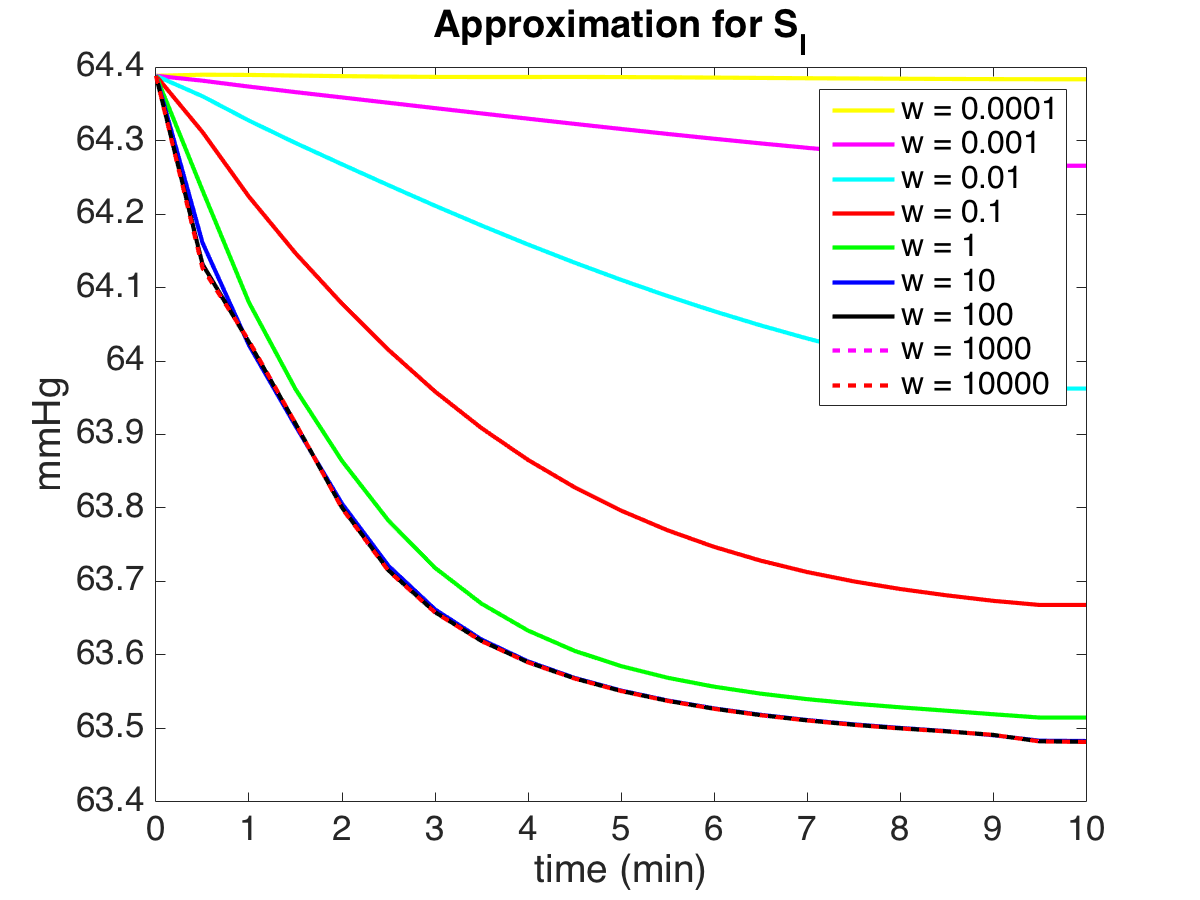 Approximation for S_l
64.4
64.3
64.2
64.1
64
63.9
63.8
63.7
63.6
63.5
63.4
mmHg
w = 0.0001
w = 0.001
w = 0.01
w = 0.1
w = 1
w = 10
w = 100
w = 1000
w = 10000
0 1 2 3 4 5 6 7 8 9 10
time (min)